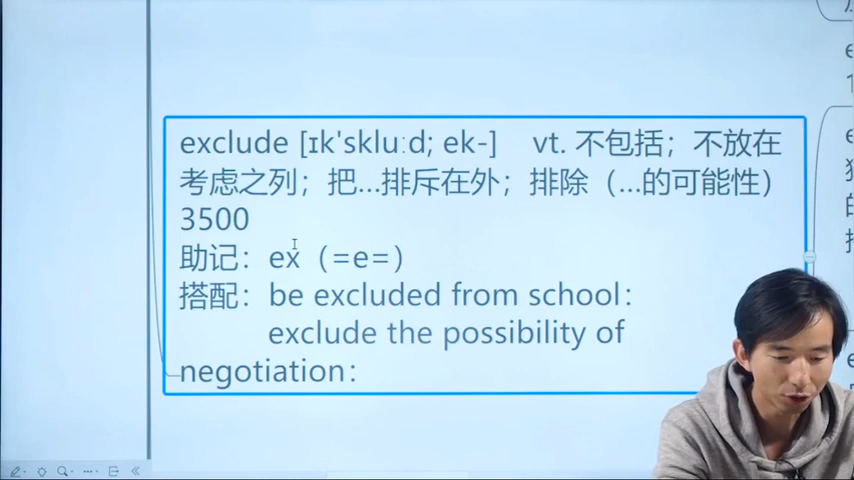 exclude [ɪk'skluːd; ek-] vt. 不包括；不放在
考虑之列；把…排斥在外；排除（…的可能性）
3500
助记：ex（=e=）
搭配：be excluded from school：
exclude the possibility of
negotiation：